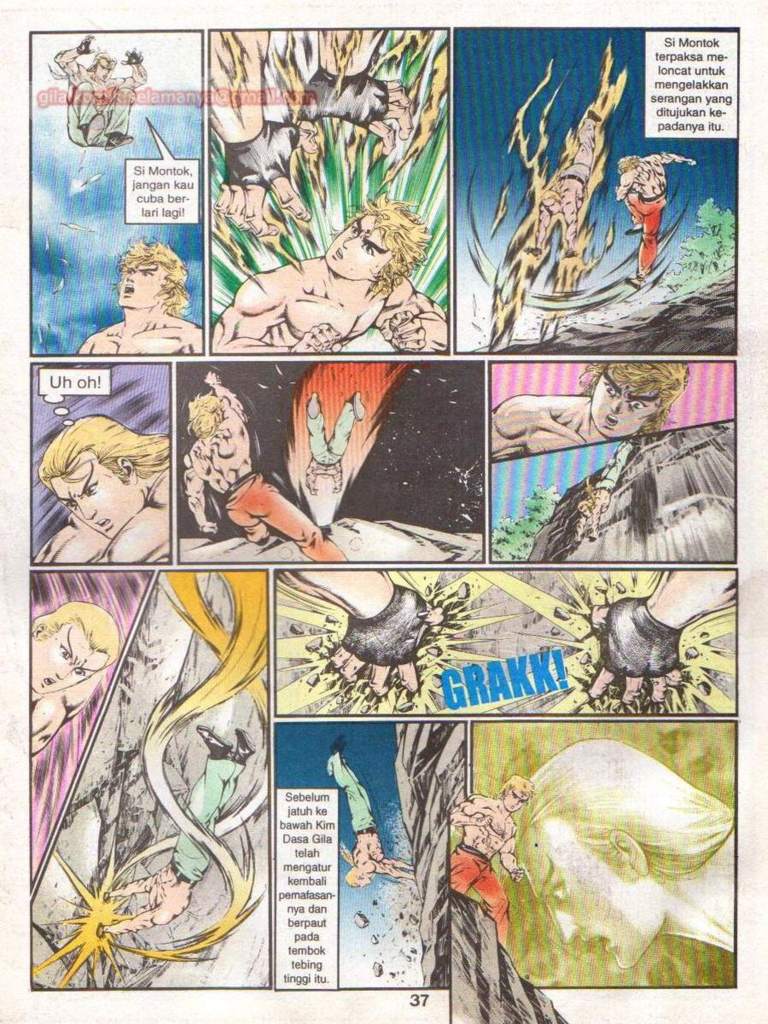 Si Montok,
jangan kau
cuba ber-
lari lagi!
Si Montok
terpaksa me-
loncat untuk
mengelakkan
serangan yang
ditujukan ke-
padanya itu.
Uh oh!
GRAKK!
Sebelum
jatuh ke
bawah Kim
Dasa Gila
telah
mengatur
kembali
pernafasan-
nya dan
berpaut
pada
tembok
tebing
tinggi itu.
37